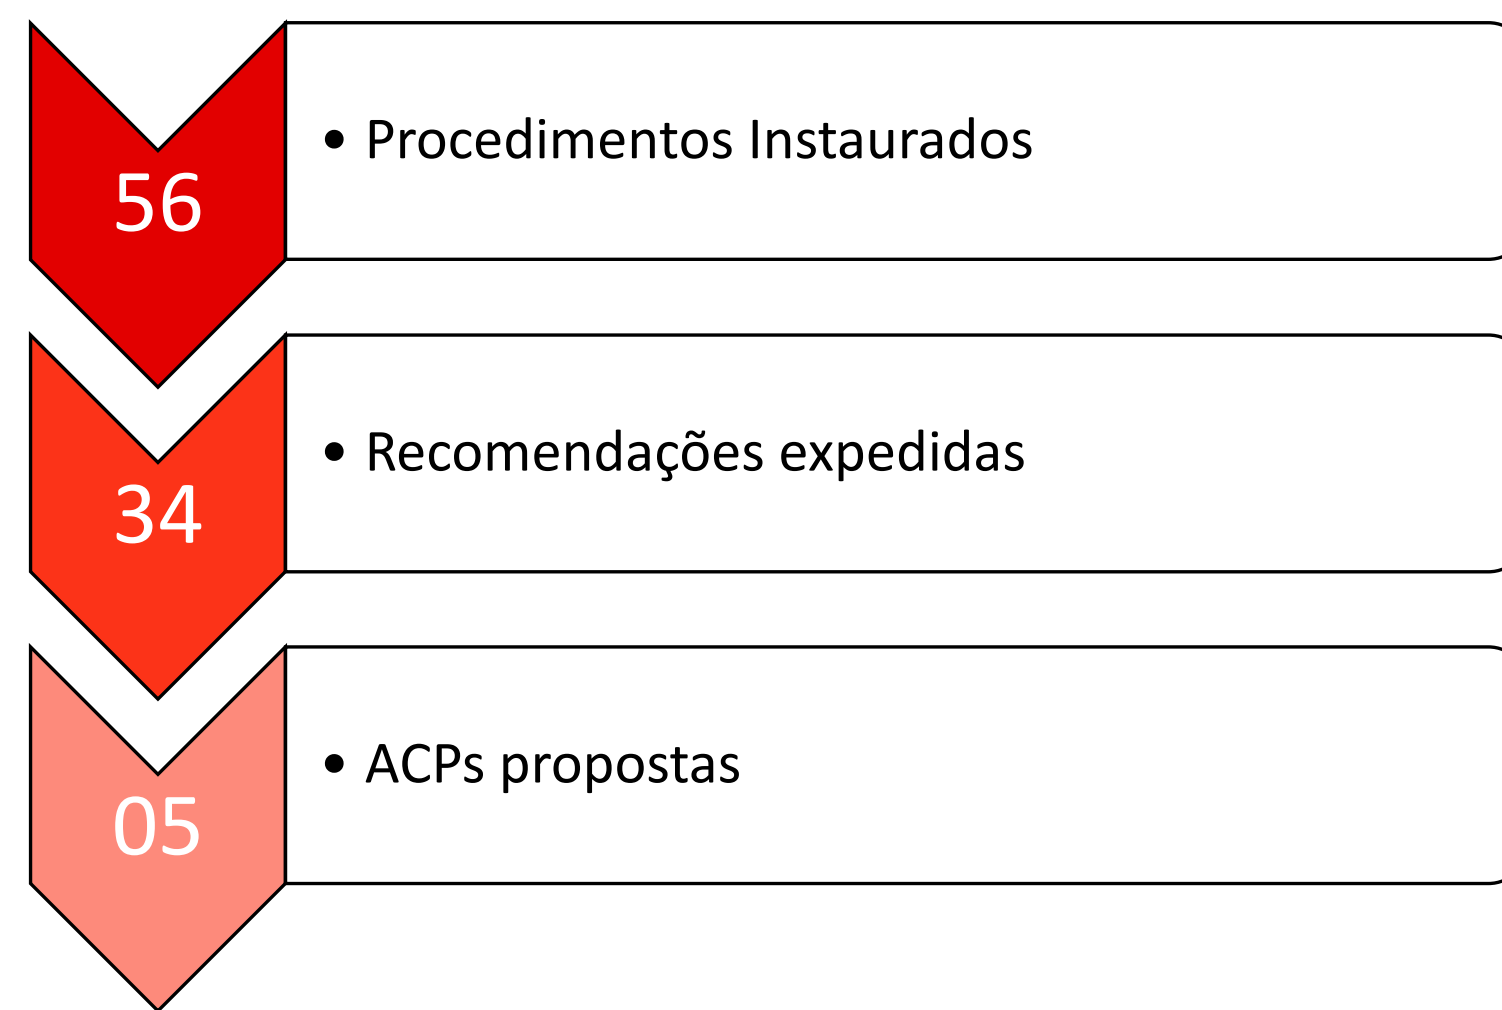 56
• Procedimentos Instaurados
34
• Recomendações expedidas
05
• ACPs propostas